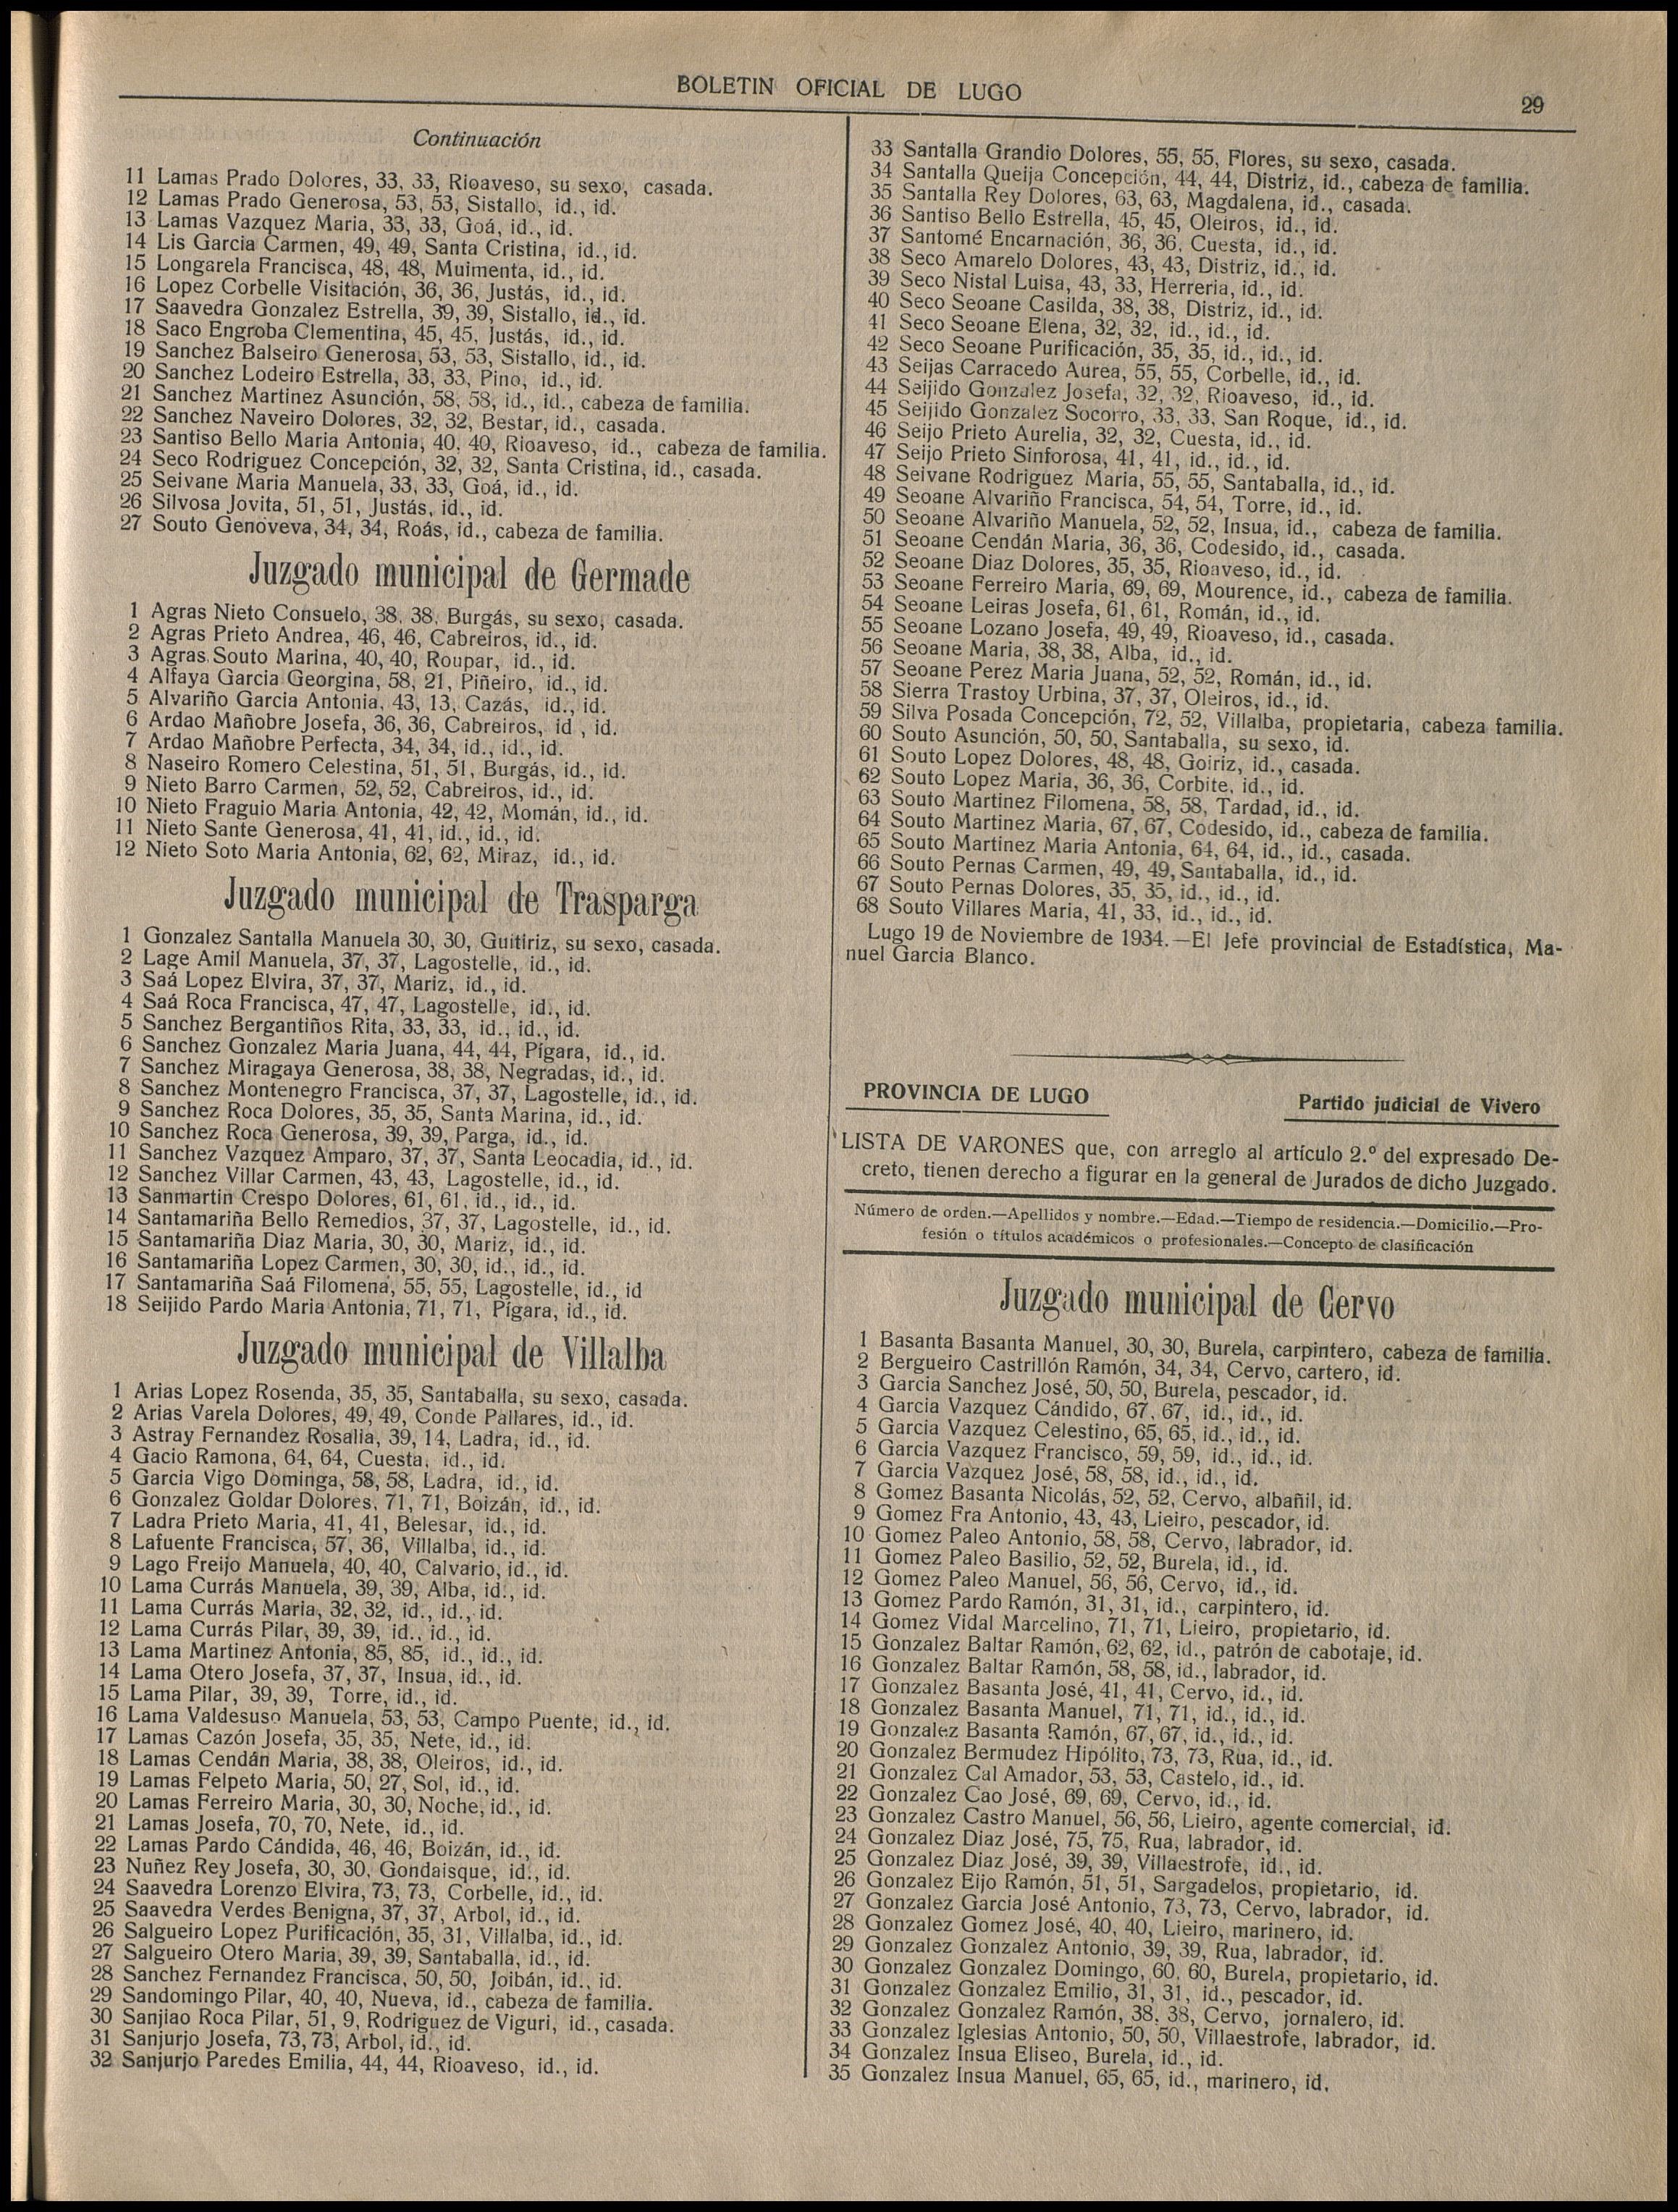 BOLETIN OFICIAL DE LUGO
29
Continuación
11 Lamas Prado Dolores, 33, 33, Rioaveso, su sexo, casada.
12 Lamas Prado Generosa, 53, 53, Sistallo, id., id.
13 Lamas Vazquez Maria, 33, 33, Goá, id., id.
14 Lis Garcia Carmen, 49, 49, Santa Cristina, id., id.
15 Longarela Francisca, 48, 48, Muimenta, id., id.
16 Lopez Corbelle Visitación, 36, 36, Justás, id., id.
17 Saavedra Gonzalez Estrella, 39, 39, Sistallo, id., id.
18 Saco Engroba Clementina, 45, 45, Justás, id., id.
19 Sanchez Balseiro Generosa, 53, 53, Sistallo, id., id.
20 Sanchez Lodeiro Estrella, 33, 33, Pino, id., id.
21 Sanchez Martinez Asunción, 58, 58, id., id., cabeza de familia.
22 Sanchez Naveiro Dolores, 32, 32, Bestar, id., casada.
23 Santiso Bello Maria Antonia, 40, 40, Rioaveso, id., cabeza de familia.
24 Seco Rodriguez Concepción, 32, 32, Santa Cristina, id., casada.
25 Seivane Maria Manuela, 33, 33, Goá, id., id.
26 Silvosa Jovita, 51, 51, Justás, id., id.
27 Souto Genoveva, 34, 34, Roás, id., cabeza de familia.
Juzgado municipal de Germade
1 Agras Nieto Consuelo, 38, 38, Burgás, su sexo, casada.
2 Agras Prieto Andrea, 46, 46, Cabreiros, id., id.
3 Agras Souto Marina, 40, 40, Roupar, id., id.
4 Alfaya Garcia Georgina, 58, 21, Piñeiro, id., id.
5 Alvariño Garcia Antonia, 43, 13, Cazás, id., id.
6 Ardao Mañobre Josefa, 36, 36, Cabreiros, id , id.
7 Ardao Mañobre Perfecta, 34, 34, id., id., id.
8 Naseiro Romero Celestina, 51, 51, Burgás, id., id.
9 Nieto Barro Carmen, 52, 52, Cabreiros, id., id.
10 Nieto Fraguio Maria Antonia, 42, 42, Momán, id., id.
11 Nieto Sante Generosa, 41, 41, id., id., id.
12 Nieto Soto Maria Antonia, 62, 62, Miraz, id., id.
Juzgado municipal de Trasparga
1 Gonzalez Santalla Manuela 30, 30, Guitiriz, su sexo, casada.
2 Lage Amil Manuela, 37, 37, Lagostelle, id., id.
3 Saá Lopez Elvira, 37, 37, Mariz, id., id.
4 Saá Roca Francisca, 47, 47, Lagostelle, id., id.
5 Sanchez Bergantiños Rita, 33, 33, id., id., id.
6 Sanchez Gonzalez Maria Juana, 44, 44, Pígara, id., id.
7 Sanchez Miragaya Generosa, 38, 38, Negradas, id., id.
8 Sanchez Montenegro Francisca, 37, 37, Lagostelle, id., id.
9 Sanchez Roca Dolores, 35, 35, Santa Marina, id., id.
10 Sanchez Roca Generosa, 39, 39, Parga, id., id.
11 Sanchez Vazquez Amparo, 37, 37, Santa Leocadia, id., id.
12 Sanchez Villar Carmen, 43, 43, Lagostelle, id., id.
13 Sanmartin Crespo Dolores, 61, 61, id., id., id.
14 Santamariña Bello Remedios, 37, 37, Lagostelle, id., id.
15 Santamariña Diaz Maria, 30, 30, Mariz, id., id.
16 Santamariña Lopez Carmen, 30, 30, id., id., id.
17 Santamariña Saá Filomena, 55, 55, Lagostelle, id., id
18 Seijido Pardo Maria Antonia, 71, 71, Pígara, id., id.
Juzgado municipal de Villalba
1 Arias Lopez Rosenda, 35, 35, Santaballa, su sexo, casada.
2 Arias Varela Dolores, 49, 49, Conde Pallares, id., id.
3 Astray Fernandez Rosalia, 39, 14, Ladra, id., id.
4 Gacio Ramona, 64, 64, Cuesta, id., id.
5 Garcia Vigo Dominga, 58, 58, Ladra, id., id.
6 Gonzalez Goldar Dolores, 71, 71, Boizán, id., id.
7 Ladra Prieto Maria, 41, 41, Belesar, id., id.
8 Lafuente Francisca, 57, 36, Villalba, id., id.
9 Lago Freijo Manuela, 40, 40, Calvario, id., id.
10 Lama Currás Manuela, 39, 39, Alba, id., id.
11 Lama Currás Maria, 32, 32, id., id., id.
12 Lama Currás Pilar, 39, 39, id., id., id.
13 Lama Martinez Antonia, 85, 85, id., id., id.
14 Lama Otero Josefa, 37, 37, Insua, id., id.
15 Lama Pilar, 39, 39, Torre, id., id.
16 Lama Valdesuso Manuela, 53, 53, Campo Puente, id., id.
17 Lamas Cazón Josefa, 35, 35, Nete, id., id.
18 Lamas Cendán Maria, 38, 38, Oleiros, id., id.
19 Lamas Felpeto Maria, 50, 27, Sol, id., id.
20 Lamas Ferreiro Maria, 30, 30, Noche, id., id.
21 Lamas Josefa, 70, 70, Nete, id., id.
22 Lamas Pardo Cándida, 46, 46, Boizán, id., id.
23 Nuñez Rey Josefa, 30, 30, Gondaisque, id., id.
24 Saavedra Lorenzo Elvira, 73, 73, Corbelle, id., id.
25 Saavedra Verdes Benigna, 37, 37, Arbol, id., id.
26 Salgueiro Lopez Purificación, 35, 31, Villalba, id., id.
27 Salgueiro Otero Maria, 39, 39, Santaballa, id., id.
28 Sanchez Fernandez Francisca, 50, 50, Joibán, id., id.
29 Sandomingo Pilar, 40, 40, Nueva, id., cabeza de familia.
30 Sanjiao Roca Pilar, 51, 9, Rodriguez de Viguri, id., casada.
31 Sanjurjo Josefa, 73, 73, Arbol, id., id.
32 Sanjurjo Paredes Emilia, 44, 44, Rioaveso, id., id.
33 Santalla Grandio Dolores, 55, 55, Flores, su sexo, casada.
34 Santalla Queija Concepción, 44, 44, Distriz, id., cabeza de familia.
35 Santalla Rey Dolores, 63, 63, Magdalena, id., casada.
36 Santiso Bello Estrella, 45, 45, Oleiros, id., id.
37 Santomé Encarnación, 36, 36, Cuesta, id., id.
38 Seco Amarelo Dolores, 43, 43, Distriz, id., id.
39 Seco Nistal Luisa, 43, 33, Herreria, id., id.
40 Seco Seoane Casilda, 38, 38, Distriz, id., id.
41 Seco Seoane Elena, 32, 32, id., id., id.
42 Seco Seoane Purificación, 35, 35, id., id., id.
43 Seijas Carracedo Aurea, 55, 55, Corbelle, id., id.
44 Seijido Gonzalez Josefa, 32, 32, Rioaveso, id., id.
45 Seijido Gonzalez Socorro, 33, 33, San Roque, id., id.
46 Seijo Prieto Aurelia, 32, 32, Cuesta, id., id.
47 Seijo Prieto Sinforosa, 41, 41, id., id., id.
48 Seivane Rodriguez Maria, 55, 55, Santaballa, id., id.
49 Seoane Alvariño Francisca, 54, 54, Torre, id., id.
50 Seoane Alvariño Manuela, 52, 52, Insua, id., cabeza de familia.
51 Seoane Cendán Maria, 36, 36, Codesido, id., casada.
52 Seoane Diaz Dolores, 35, 35, Rioaveso, id., id.
53 Seoane Ferreiro Maria, 69, 69, Mourence, id., cabeza de familia.
54 Seoane Leiras Josefa, 61, 61, Román, id., id.
55 Seoane Lozano Josefa, 49, 49, Rioaveso, id., casada.
56 Seoane Maria, 38, 38, Alba, id., id.
57 Seoane Perez Maria Juana, 52, 52, Román, id., id.
58 Sierra Trastoy Urbina, 37, 37, Oleiros, id., id.
59 Silva Posada Concepción, 72, 52, Villalba, propietaria, cabeza familia.
60 Souto Asunción, 50, 50, Santaballa, su sexo, id.
61 Souto Lopez Dolores, 48, 48, Goiriz, id., casada.
62 Souto Lopez Maria, 36, 36, Corbite, id., id.
63 Souto Martinez Filomena, 58, 58, Tardad, id., id.
64 Souto Martinez Maria, 67, 67, Codesido, id., cabeza de familia.
65 Souto Martinez Maria Antonia, 64, 64, id., id., casada.
66 Souto Pernas Carmen, 49, 49, Santaballa, id., id.
67 Souto Pernas Dolores, 35, 35, id., id., id.
68 Souto Villares Maria, 41, 33, id., id., id.
Lugo 19 de Noviembre de 1934.—El Jefe provincial de Estadística, Ma-
nuel Garcia Blanco.
PROVINCIA DE LUGO
Partido judicial de Vivero
LISTA DE VARONES que, con arreglo al artículo 2.º del expresado De-
creto, tienen derecho a figurar en la general de Jurados de dicho Juzgado.
Número de orden.—Apellidos y nombre.—Edad.—Tiempo de residencia.—Domicilio.—Pro-
fesión o títulos académicos o profesionales.—Concepto de clasificación
Juzgado municipal de Cervo
1 Basanta Basanta Manuel, 30, 30, Burela, carpintero, cabeza de familia.
2 Bergueiro Castrillón Ramón, 34, 34, Cervo, cartero, id.
3 Garcia Sanchez José, 50, 50, Burela, pescador, id.
4 Garcia Vazquez Cándido, 67, 67, id., id., id.
5 Garcia Vazquez Celestino, 65, 65, id., id., id.
6 Garcia Vazquez Francisco, 59, 59, id., id., id.
7 Garcia Vazquez José, 58, 58, id., id., id.
8 Gomez Basanta Nicolás, 52, 52, Cervo, albañil, id.
9 Gomez Fra Antonio, 43, 43, Lieiro, pescador, id.
10 Gomez Paleo Antonio, 58, 58, Cervo, labrador, id.
11 Gomez Paleo Basilio, 52, 52, Burela, id., id.
12 Gomez Paleo Manuel, 56, 56, Cervo, id., id.
13 Gomez Pardo Ramón, 31, 31, id., carpintero, id.
14 Gomez Vidal Marcelino, 71, 71, Lieiro, propietario, id.
15 Gonzalez Baltar Ramón, 62, 62, id., patrón de cabotaje, id.
16 Gonzalez Baltar Ramón, 58, 58, id., labrador, id.
17 Gonzalez Basanta José, 41, 41, Cervo, id., id.
18 Gonzalez Basanta Manuel, 71, 71, id., id., id.
19 Gonzalez Basanta Ramón, 67, 67, id., id., id.
20 Gonzalez Bermudez Hipólito, 73, 73, Rua, id., id.
21 Gonzalez Cal Amador, 53, 53, Castelo, id., id.
22 Gonzalez Cao José, 69, 69, Cervo, id., id.
23 Gonzalez Castro Manuel, 56, 56, Lieiro, agente comercial, id.
24 Gonzalez Diaz José, 75, 75, Rua, labrador, id.
25 Gonzalez Diaz José, 39, 39, Villaestrofe, id., id.
26 Gonzalez Eijo Ramón, 51, 51, Sargadelos, propietario, id.
27 Gonzalez Garcia José Antonio, 73, 73, Cervo, labrador, id.
28 Gonzalez Gomez José, 40, 40, Lieiro, marinero, id.
29 Gonzalez Gonzalez Antonio, 39, 39, Rua, labrador, id.
30 Gonzalez Gonzalez Domingo, 60, 60, Burela, propietario, id.
31 Gonzalez Gonzalez Emilio, 31, 31, id., pescador, id.
32 Gonzalez Gonzalez Ramón, 38, 38, Cervo, jornalero, id.
33 Gonzalez Iglesias Antonio, 50, 50, Villaestrofe, labrador, id.
34 Gonzalez Insua Eliseo, Burela, id., id.
35 Gonzalez Insua Manuel, 65, 65, id., marinero, id.